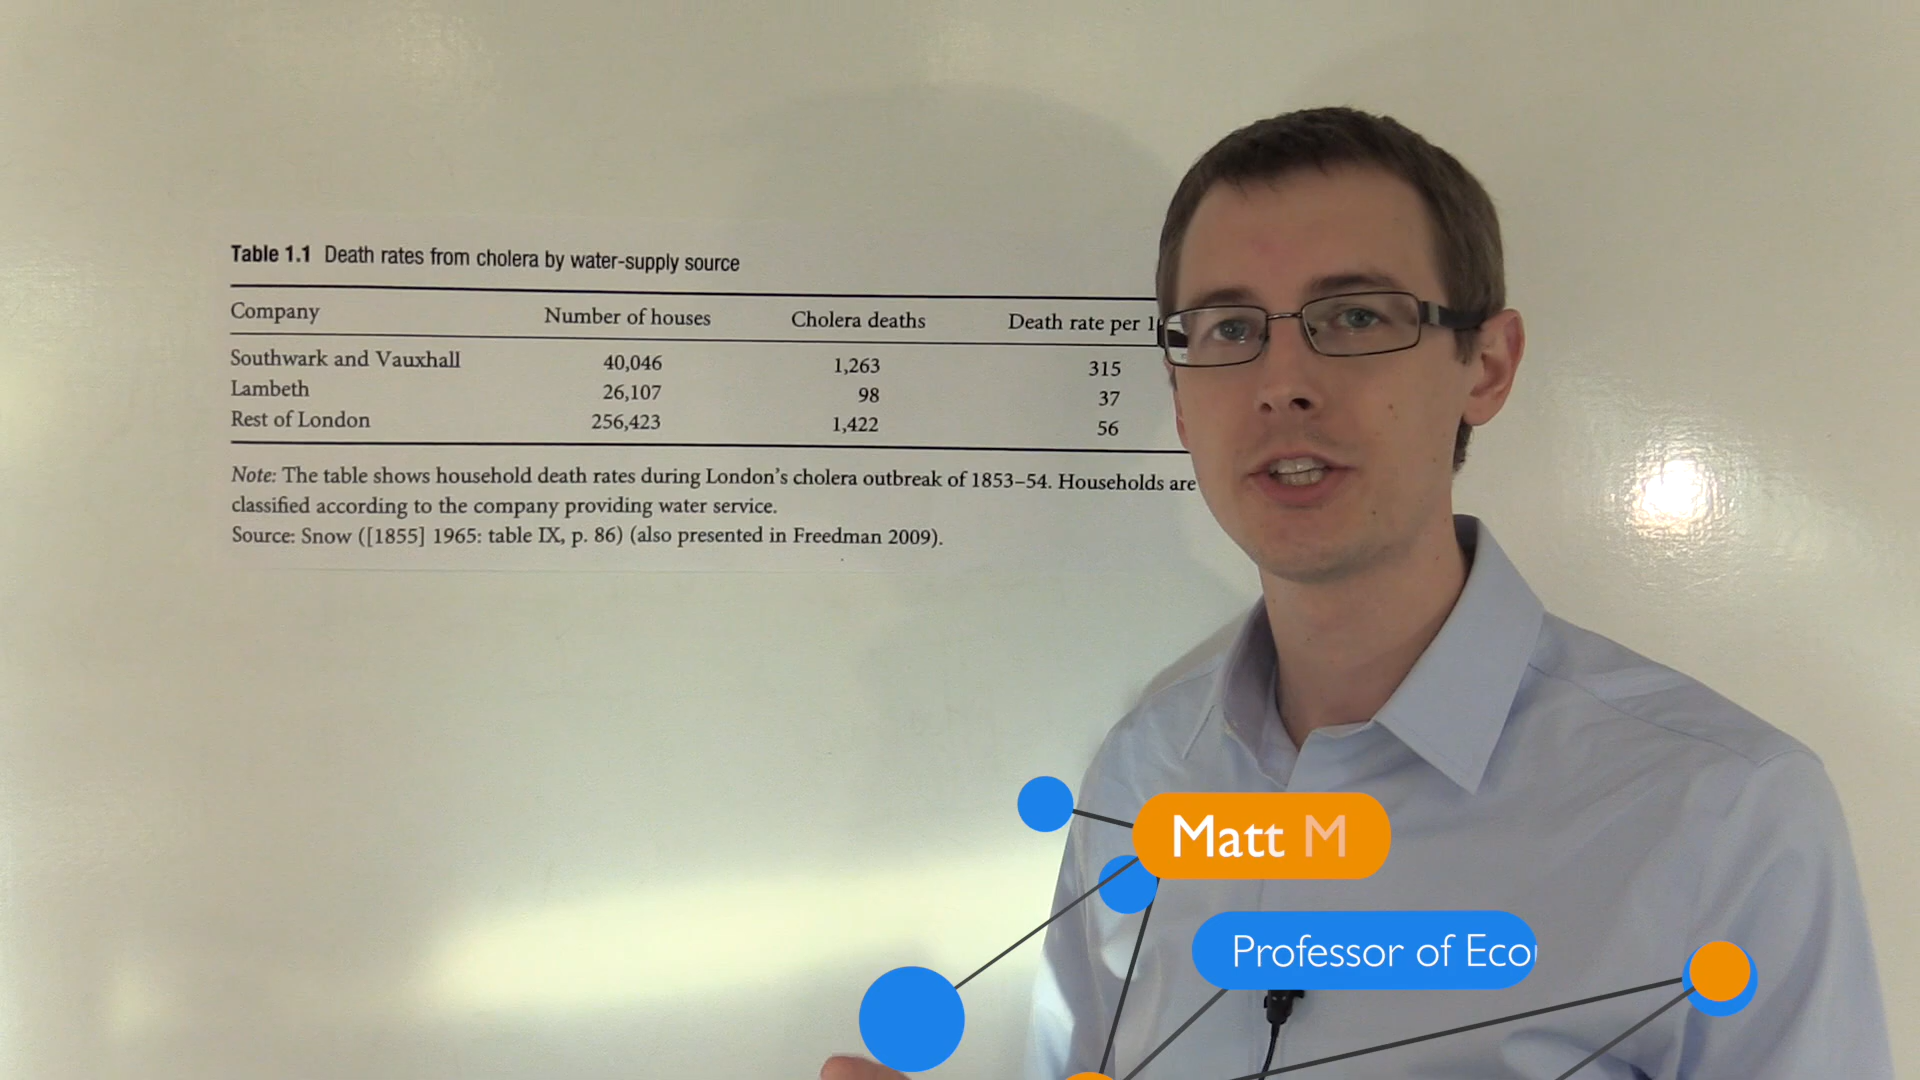 Table 1.1 Death rates from cholera by water-supply source
Company Number of houses Cholera deaths Death rate per
Southwark and Vauxhall 40,046 1,263 315
Lambeth 26,107 98 37
Rest of London 256,423 1,422 56
Note: The table shows household death rates during London's cholera outbreak of 1853–54. Households are
classified according to the company providing water service.
Source: Snow ([1855] 1965: table IX, p. 86) (also presented in Freedman 2009).
Matt M
Professor of Eco